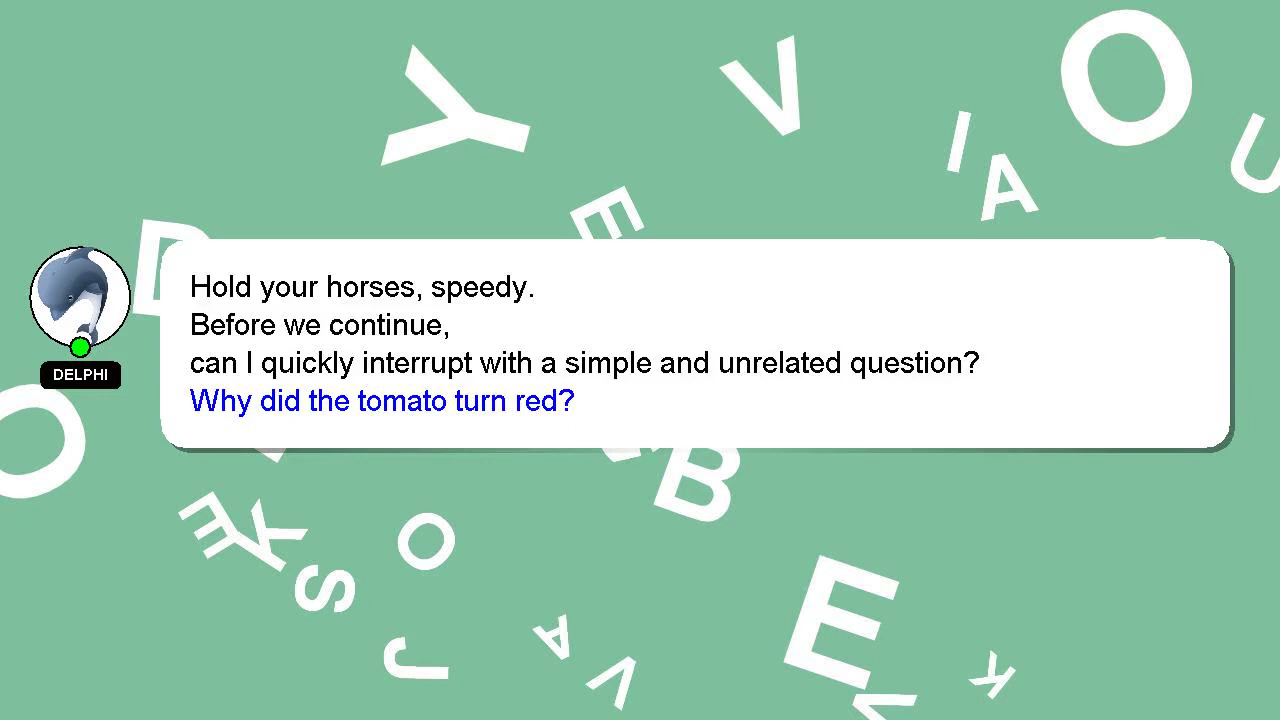 Y
V
O
I
A
U
E
D
Hold your horses, speedy.
Before we continue,
can I quickly interrupt with a simple and unrelated question?
Why did the tomato turn red?
DELPHI
O
B
E
K
O
S
E
J
A
V
K
V